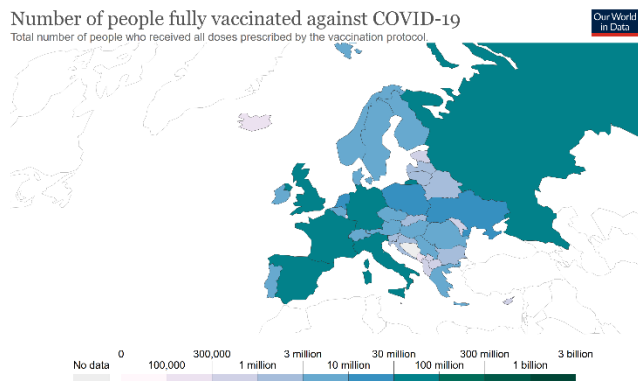 Number of people fully vaccinated against COVID-19
Our World
in Data
Total number of people who received all doses prescribed by the vaccination protocol.
No data
0
100,000
300,000
1 million
3 million
10 million
30 million
100 million
300 million
1 billion
3 billion